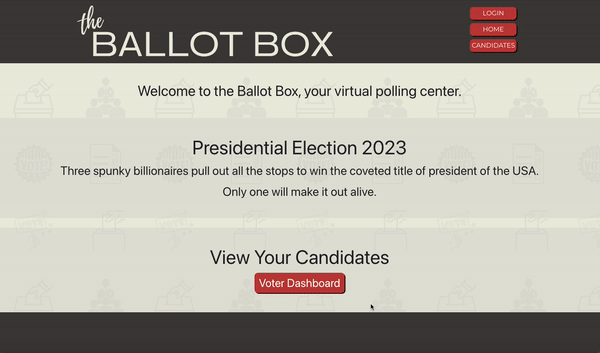 the
BALLOT BOX
LOGIN
HOME
CANDIDATES
Welcome to the Ballot Box, your virtual polling center.
Presidential Election 2023
Three spunky billionaires pull out all the stops to win the coveted title of president of the USA.
Only one will make it out alive.
View Your Candidates
Voter Dashboard